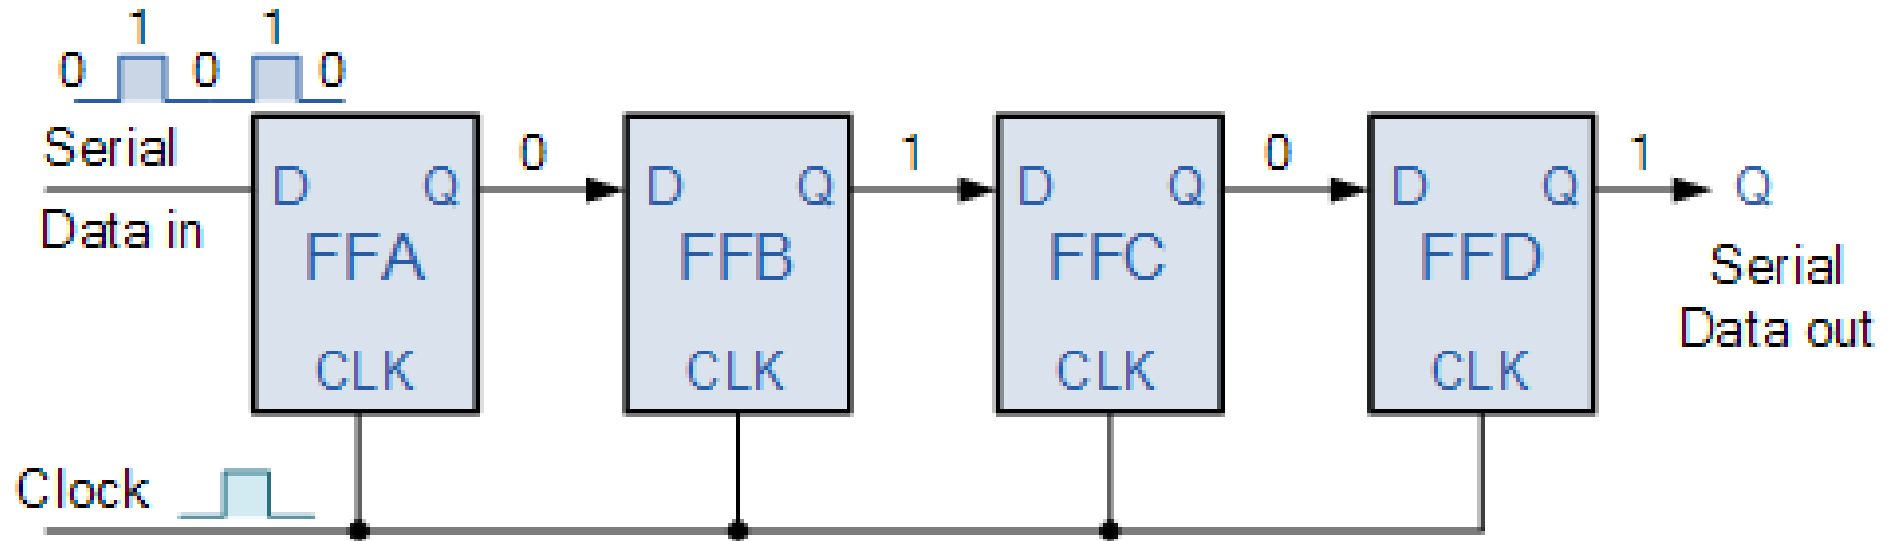 1 1
0 0 0
Serial
Data in
D Q
FFA
CLK
0
D Q
FFB
CLK
1
D Q
FFC
CLK
0
D Q
FFD
CLK
1
Q
Serial
Data out
Clock